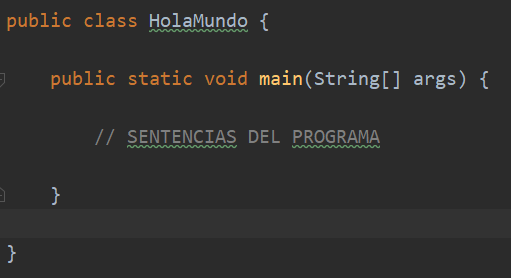 public class HolaMundo {
public static void main(String[] args) {
// SENTENCIAS DEL PROGRAMA
}
}